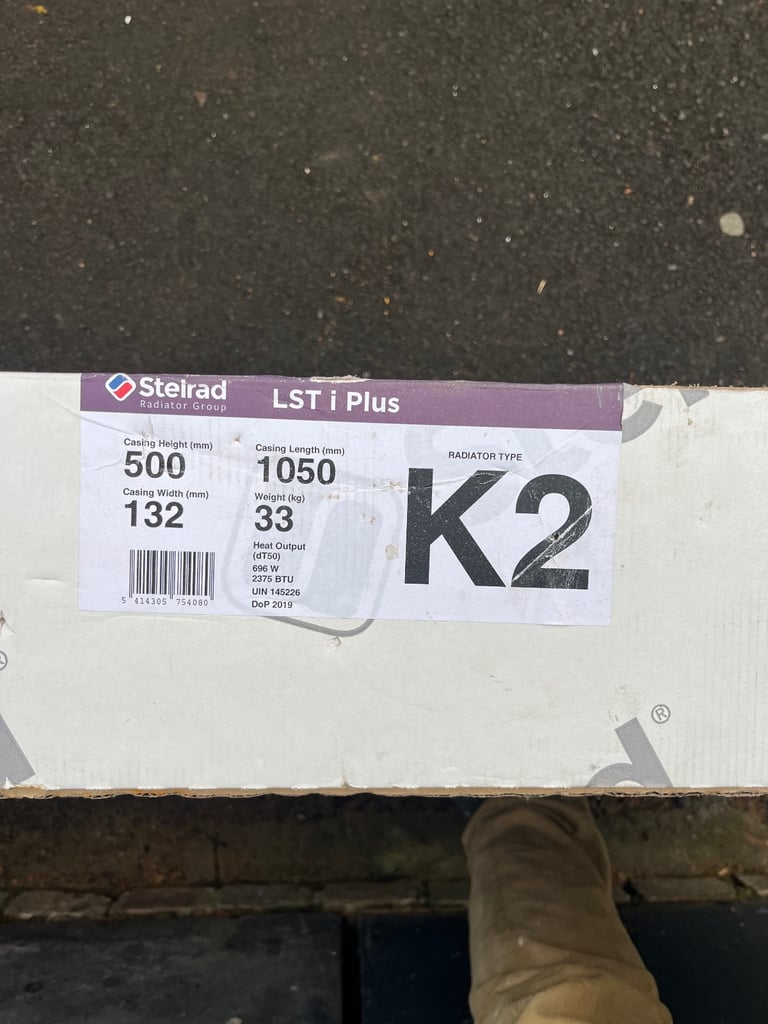 Stelrad
Radiator Group
LST i Plus
Casing Height (mm)
500
Casing Length (mm)
1050
Casing Width (mm)
132
Weight (kg)
33
Heat Output
(dT50)
696 W
2375 BTU
UIN 145226
DoP 2019
5 414305 754080
RADIATOR TYPE
K2
®
®
d